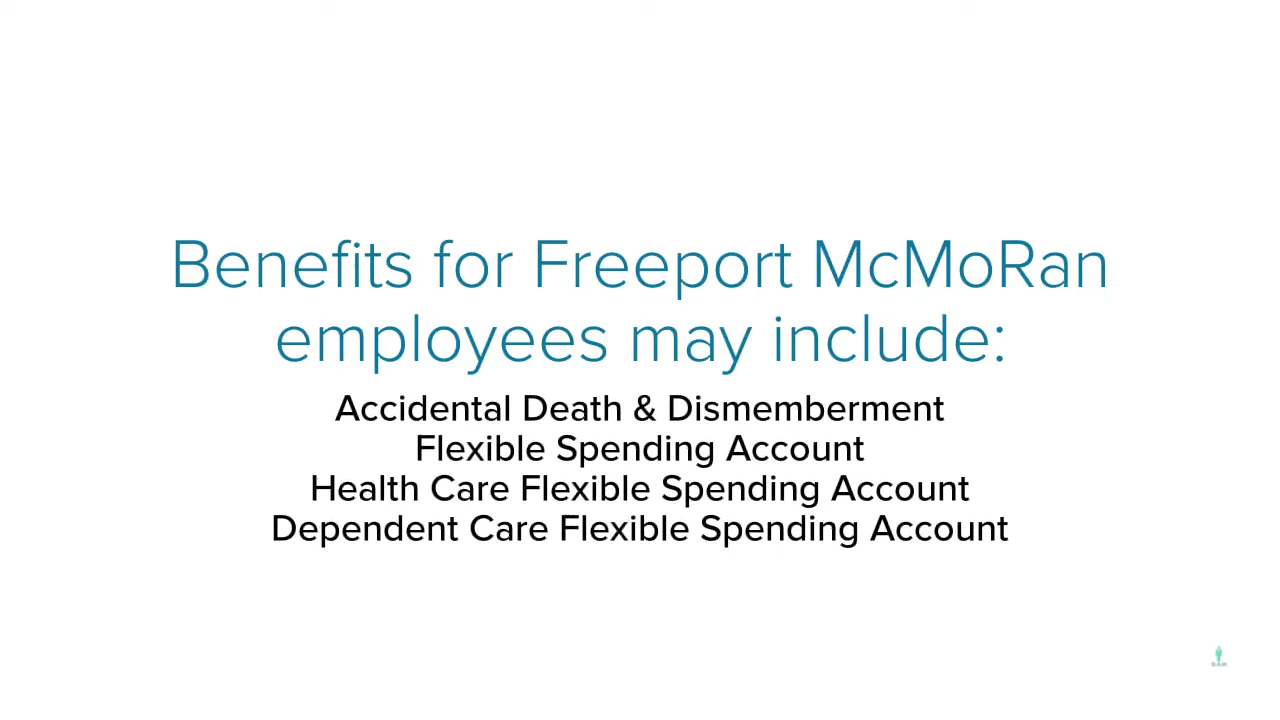 Benefits for Freeport McMoRan
employees may include:
Accidental Death & Dismemberment
Flexible Spending Account
Health Care Flexible Spending Account
Dependent Care Flexible Spending Account